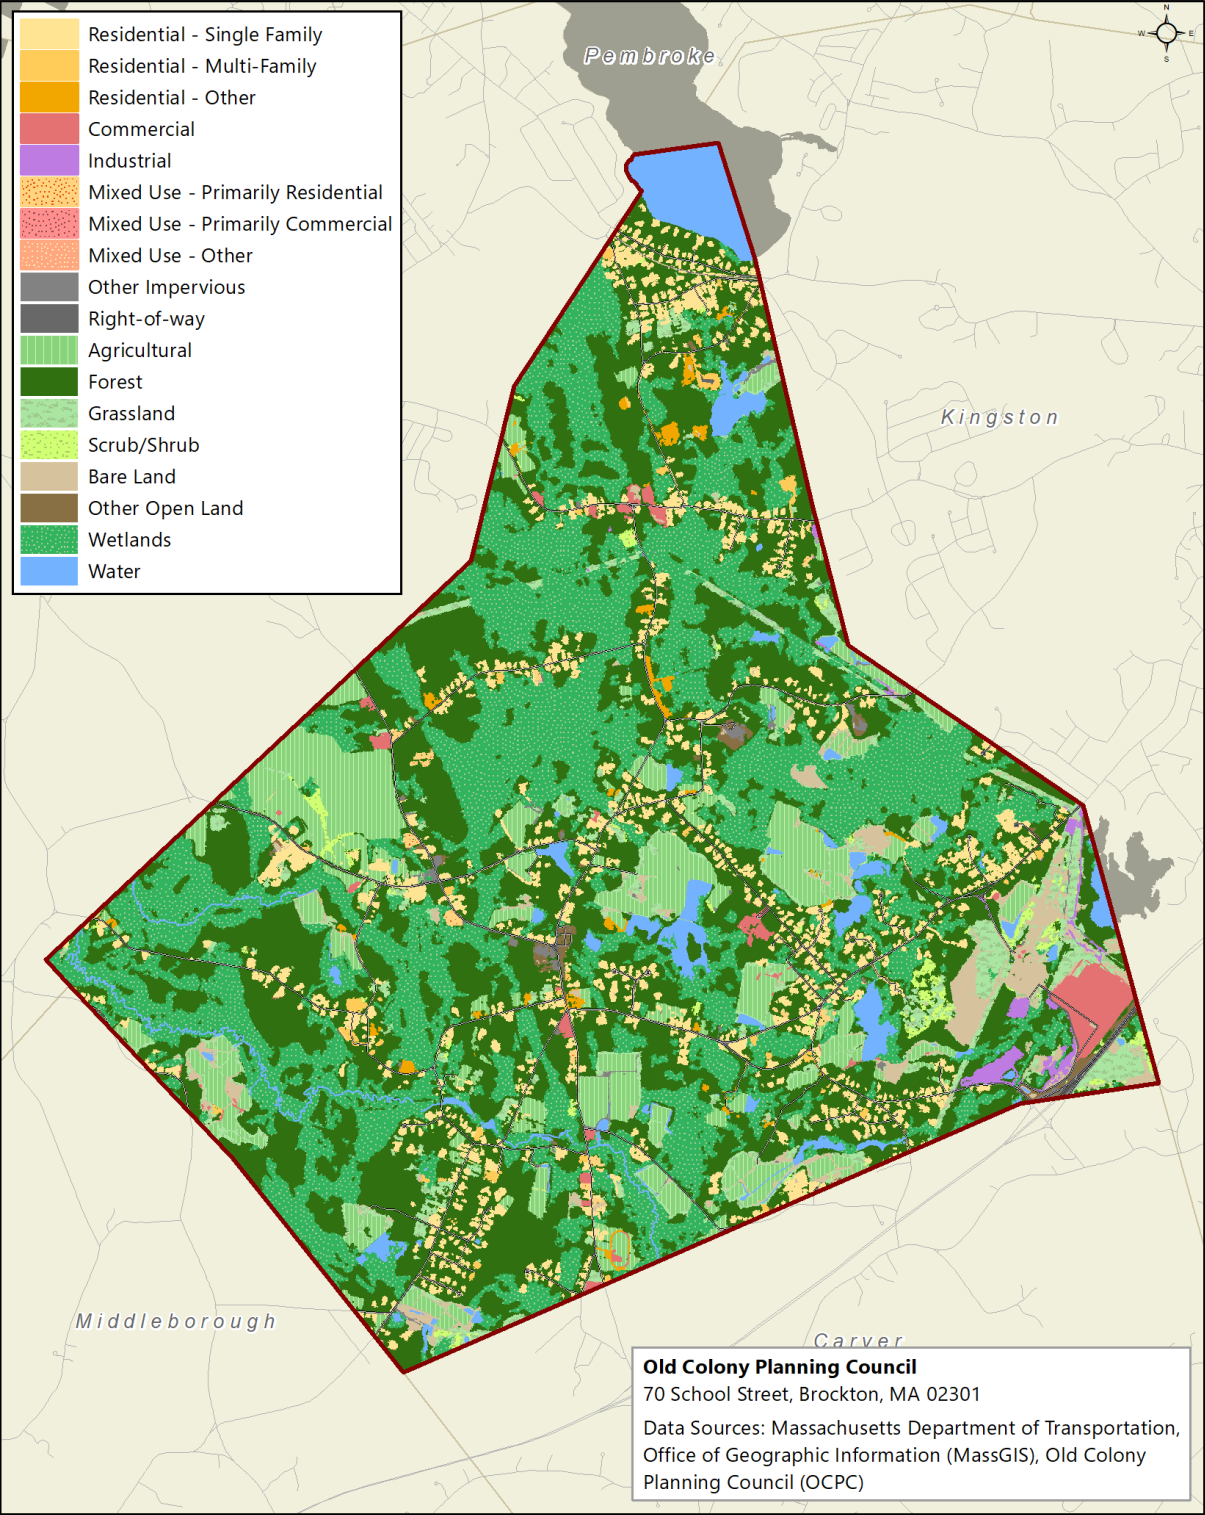 N
W
E
S
Pembroke
Residential - Single Family
Residential - Multi-Family
Residential - Other
Commercial
Industrial
Mixed Use - Primarily Residential
Mixed Use - Primarily Commercial
Mixed Use - Other
Other Impervious
Right-of-way
Agricultural
Forest
Grassland
Scrub/Shrub
Bare Land
Other Open Land
Wetlands
Water
Kingston
Middleborough
Carver
Old Colony Planning Council
70 School Street, Brockton, MA 02301
Data Sources: Massachusetts Department of Transportation,
Office of Geographic Information (MassGIS), Old Colony
Planning Council (OCPC)